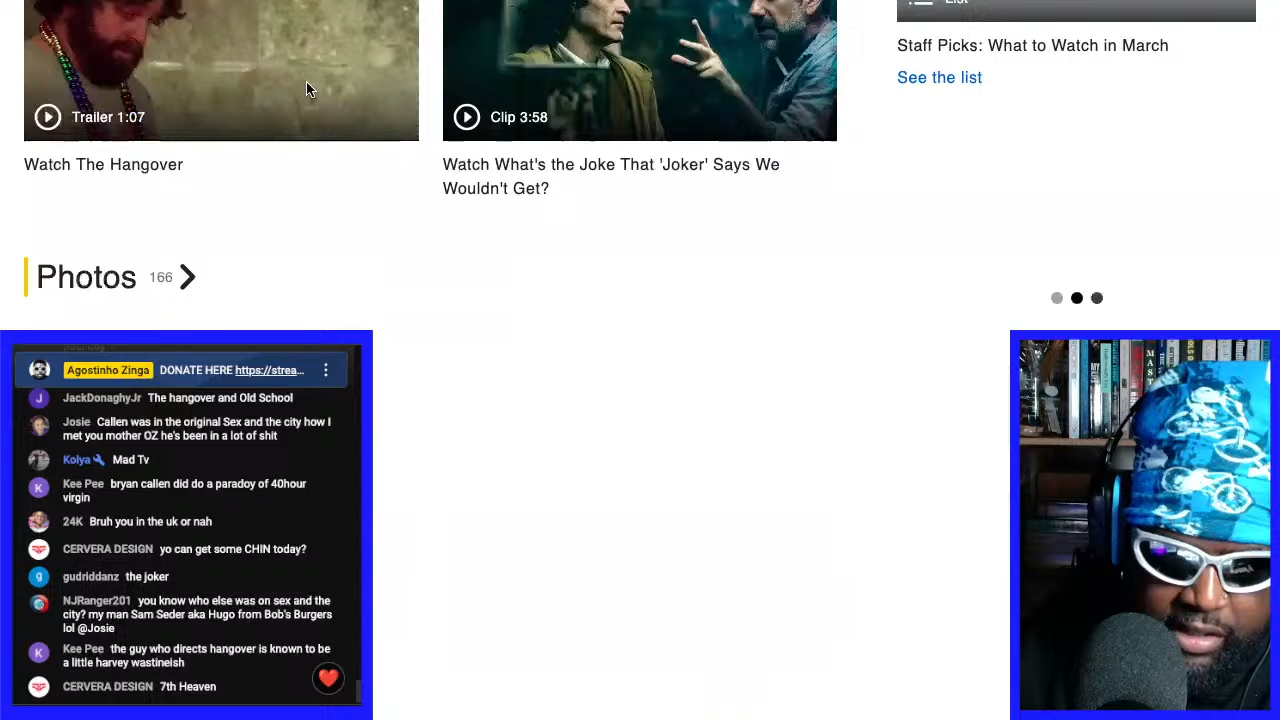 List
Staff Picks: What to Watch in March
See the list
Trailer 1:07
Clip 3:58
Watch The Hangover
Watch What's the Joke That 'Joker' Says We
Wouldn't Get?
Photos 166
Agostinho Zinga DONATE HERE https://strea...
JackDonaghyJr The hangover and Old School
Josie Callen was in the original Sex and the city how I
met you mother OZ he's been in a lot of shit
Kolya Mad Tv
K Kee Pee bryan callen did do a paradoy of 40hour
virgin
24K Bruh you in the uk or nah
CERVERA DESIGN yo can get some CHIN today?
g gudriddanz the joker
NJRanger201 you know who else was on sex and the
city? my man Sam Seder aka Hugo from Bob's Burgers
lol @Josie
K Kee Pee the guy who directs hangover is known to be
a little harvey wastineish
CERVERA DESIGN 7th Heaven